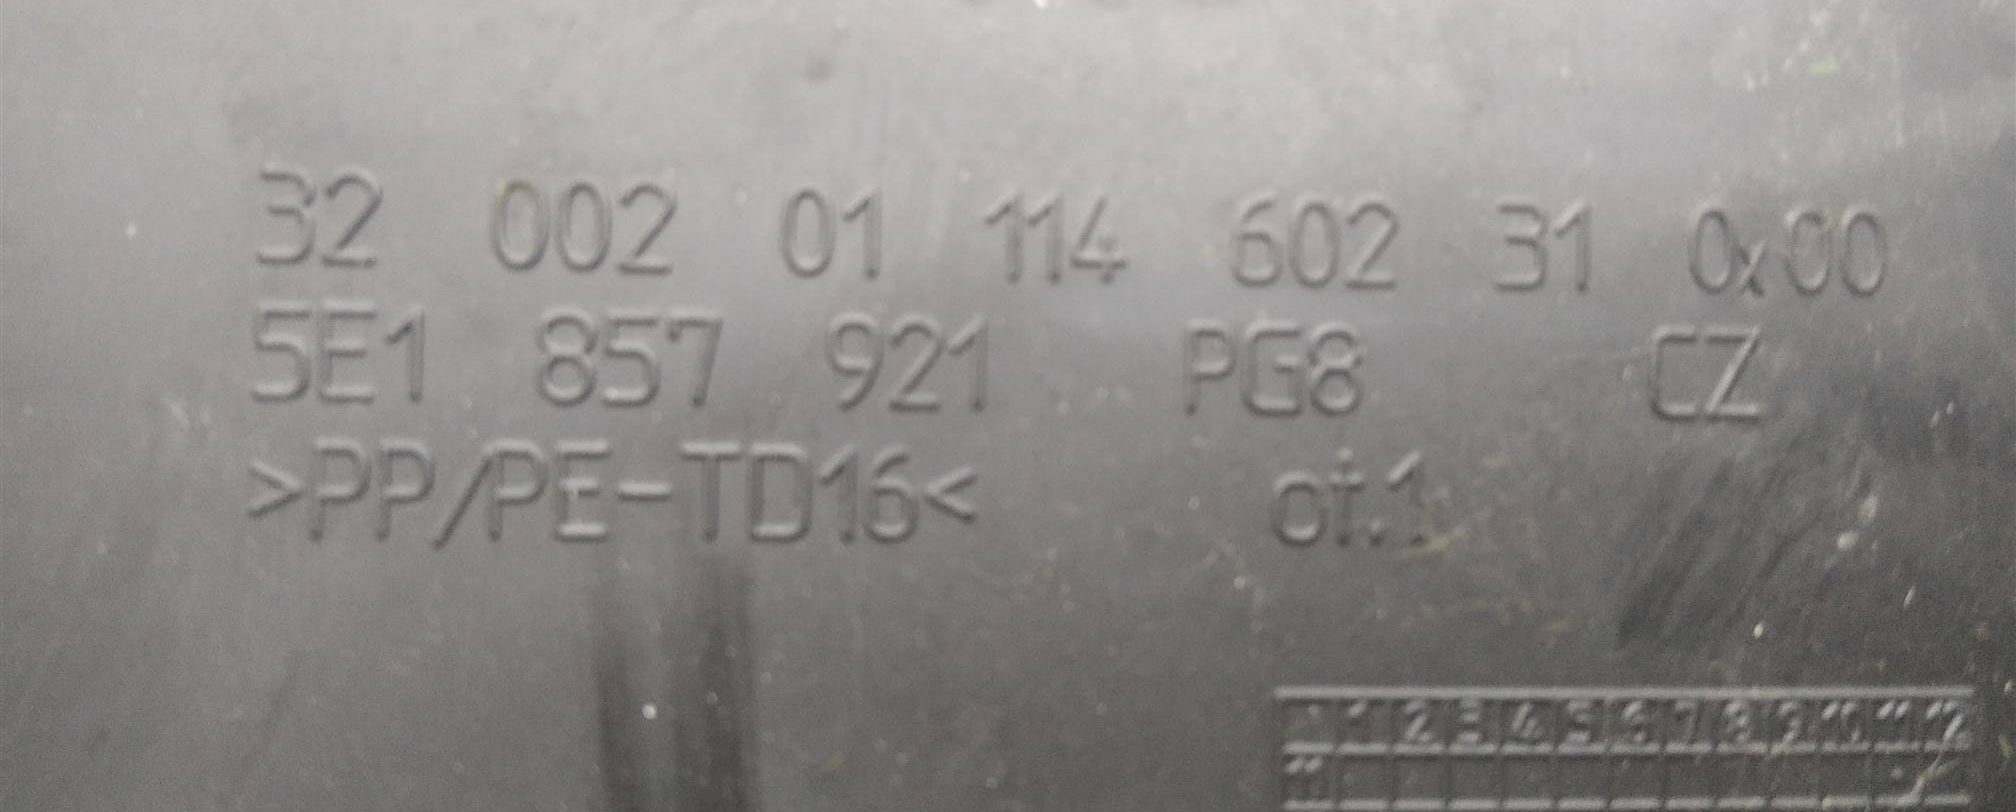 32 002 01 114 602 31 0x00
5E1 857 921 PG8 CZ
>PP/PE-TD16< ot.1
1 2 3 4 5 6 7 8 9 10 11 12